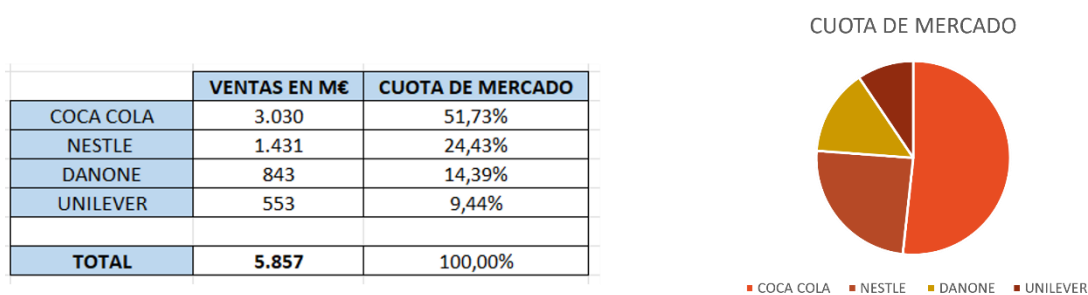 CUOTA DE MERCADO
VENTAS EN M€ CUOTA DE MERCADO
COCA COLA 3.030 51,73%
NESTLE 1.431 24,43%
DANONE 843 14,39%
UNILEVER 553 9,44%
TOTAL 5.857 100,00%
COCA COLA NESTLE DANONE UNILEVER